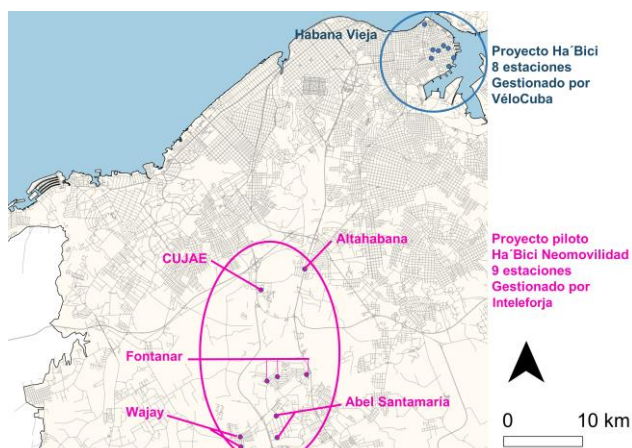 Habana Vieja
Proyecto Ha´Bici
8 estaciones
Gestionado por
VéloCuba
Altahabana
CUJAE
Proyecto piloto
Ha´Bici Neomovilidad
9 estaciones
Gestionado por
Inteleforja
Fontanar
Abel Santamaría
Wajay
0 10 km